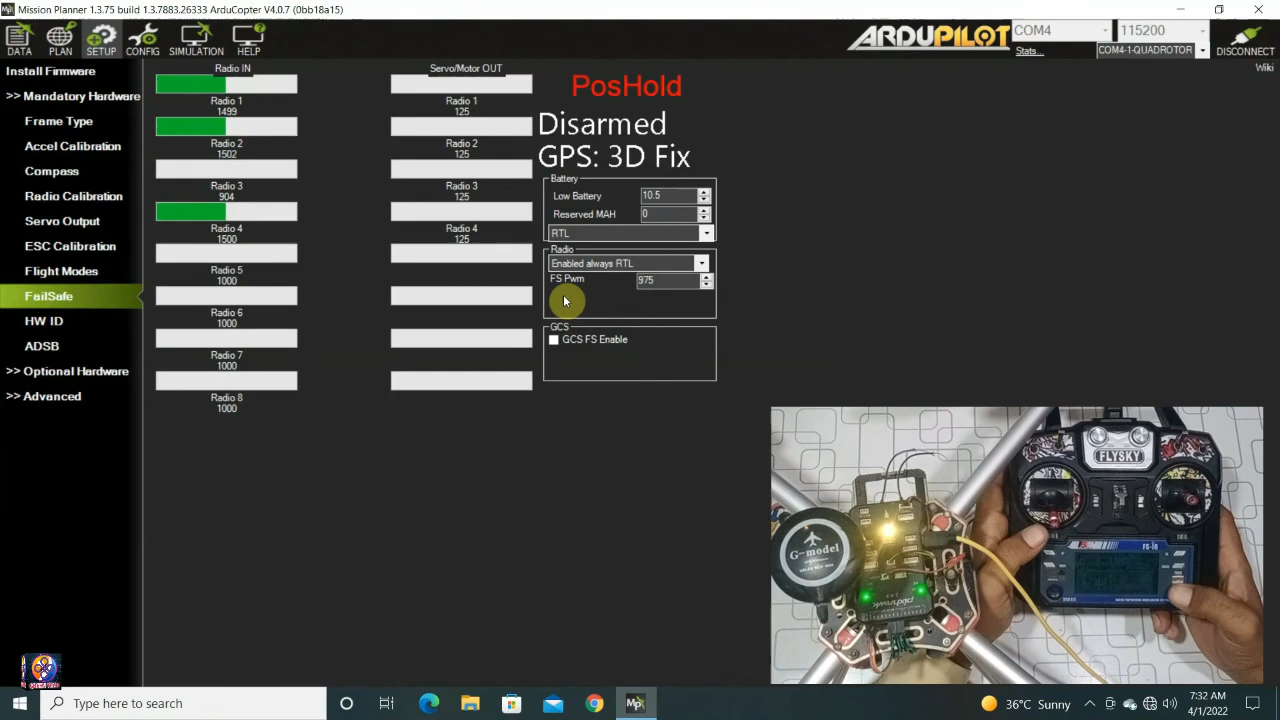 Mission Planner 1.3.75 build 1.3.7883.26333 ArduCopter V4.0.7 (0bb18a15)
DATA PLAN SETUP CONFIG SIMULATION HELP
ARDUPILOT
COM4 115200
Stats... COM4-1-QUADROTOR DISCONNECT
Wiki
Install Firmware
>> Mandatory Hardware
Frame Type
Accel Calibration
Compass
Radio Calibration
Servo Output
ESC Calibration
Flight Modes
FailSafe
HW ID
ADSB
>> Optional Hardware
>> Advanced
Radio IN
Radio 1
1499
Radio 2
1502
Radio 3
904
Radio 4
1500
Radio 5
1000
Radio 6
1000
Radio 7
1000
Radio 8
1000
Servo/Motor OUT
Radio 1
125
Radio 2
125
Radio 3
125
Radio 4
125
PosHold
Disarmed
GPS: 3D Fix
Battery
Low Battery 10.5
Reserved MAH 0
RTL
Radio
Enabled always RTL
FS Pwm 975
GCS
GCS FS Enable
FLYSKY
FS-i6
G-model
Type here to search
36°C Sunny
7:32 AM
4/1/2022